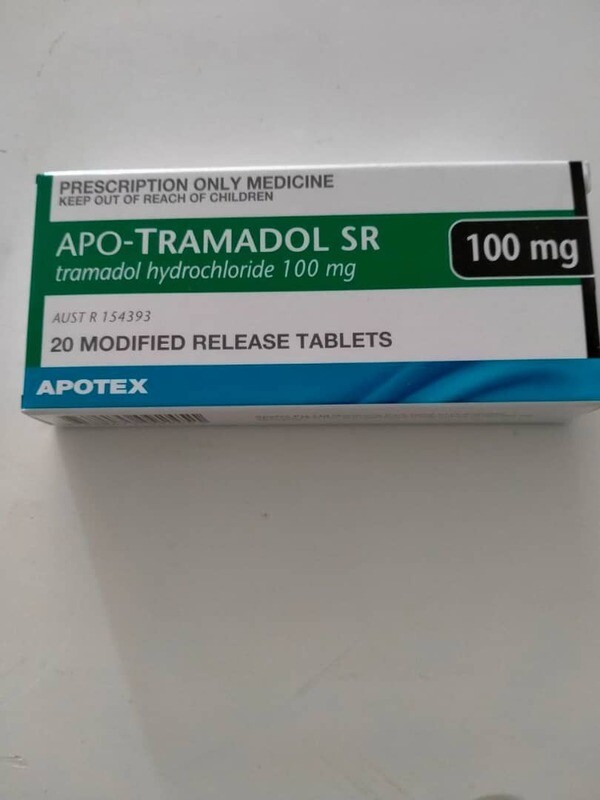 PRESCRIPTION ONLY MEDICINE
KEEP OUT OF REACH OF CHILDREN
APO-TRAMADOL SR
100 mg
tramadol hydrochloride 100 mg
AUST R 154393
20 MODIFIED RELEASE TABLETS
APOTEX